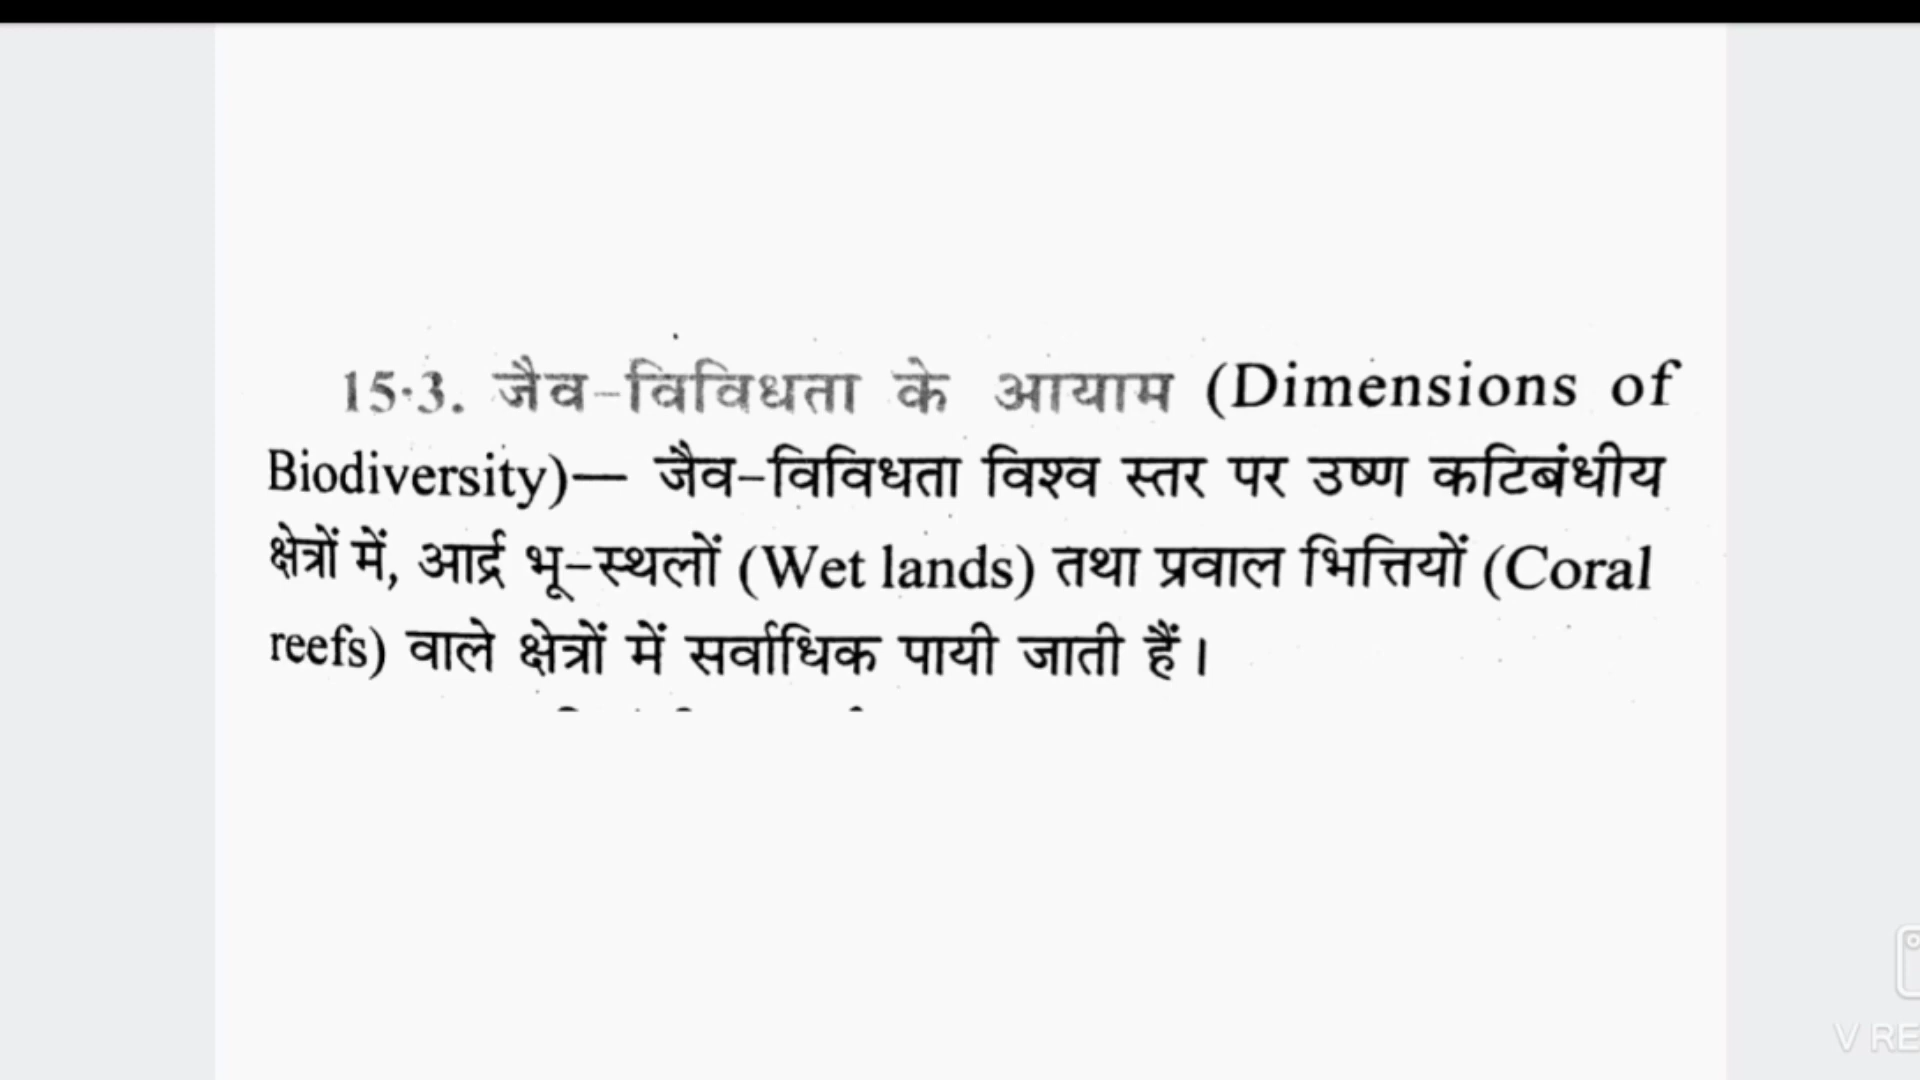 15·3. जैव-विविधता के आयाम (Dimensions of
Biodiversity)— जैव-विविधता विश्व स्तर पर उष्ण कटिबंधीय
क्षेत्रों में, आर्द्र भू-स्थलों (Wet lands) तथा प्रवाल भित्तियों (Coral
reefs) वाले क्षेत्रों में सर्वाधिक पायी जाती हैं।
V RE